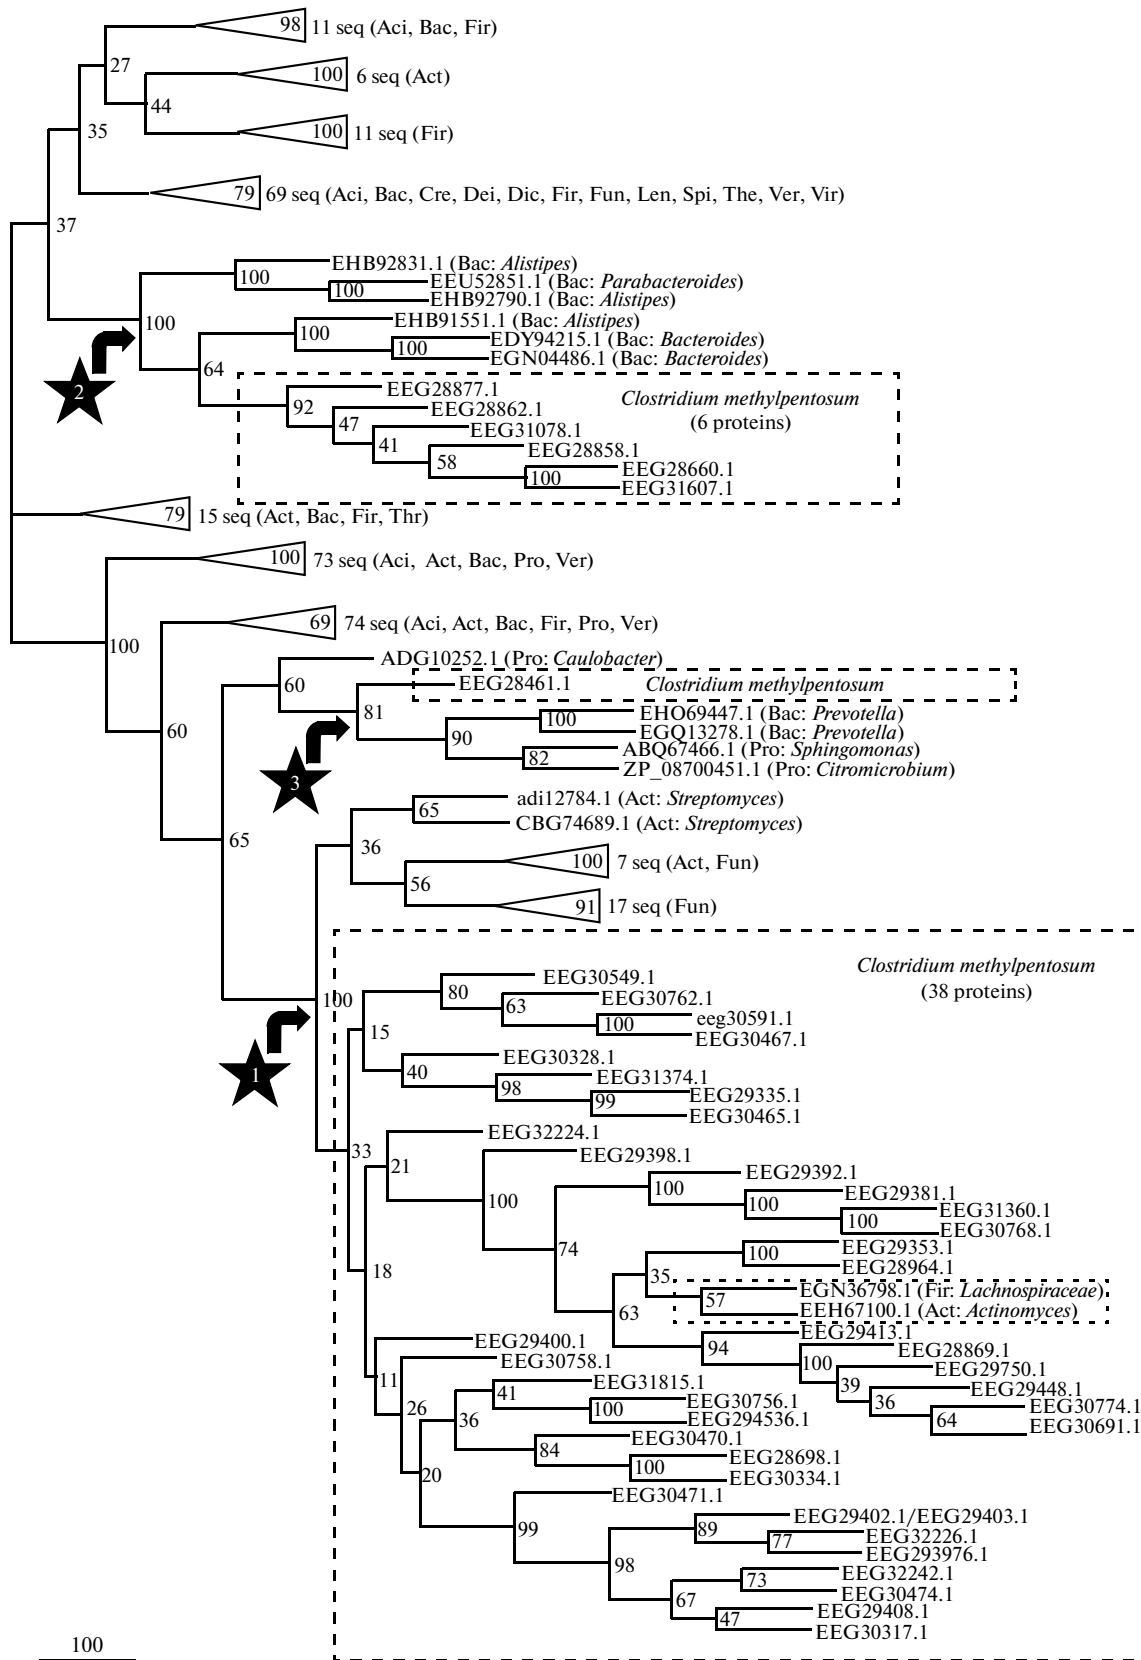 98 11 seq (Aci, Bac, Fir)
27
100 6 seq (Act)
44
35
100 11 seq (Fir)
79 69 seq (Aci, Bac, Cre, Dei, Dic, Fir, Fun, Len, Spi, The, Ver, Vir)
37
EHB92831.1 (Bac: Alistipes)
100
EEU52851.1 (Bac: Parabacteroides)
100
EHB92790.1 (Bac: Alistipes)
100
EHB91551.1 (Bac: Alistipes)
100
EDY94215.1 (Bac: Bacteroides)
100
EGN04486.1 (Bac: Bacteroides)
64
2
EEG28877.1
Clostridium methylpentosum
(6 proteins)
92
EEG28862.1
47
EEG31078.1
41
EEG28858.1
58
EEG28660.1
100
EEG31607.1
79 15 seq (Act, Bac, Fir, Thr)
100 73 seq (Aci, Act, Bac, Pro, Ver)
69 74 seq (Aci, Act, Bac, Fir, Pro, Ver)
100
ADG10252.1 (Pro: Caulobacter)
60
EEG28461.1 Clostridium methylpentosum
81
EHO69447.1 (Bac: Prevotella)
100
EGQ13278.1 (Bac: Prevotella)
60
90
ABQ67466.1 (Pro: Sphingomonas)
82
ZP_08700451.1 (Pro: Citromicrobium)
3
adi12784.1 (Act: Streptomyces)
65
CBG74689.1 (Act: Streptomyces)
65
36
100 7 seq (Act, Fun)
56
91 17 seq (Fun)
Clostridium methylpentosum
(38 proteins)
EEG30549.1
80
EEG30762.1
63
100
eeg30591.1
100
EEG30467.1
15
EEG30328.1
40
EEG31374.1
98
EEG29335.1
99
EEG30465.1
1
EEG32224.1
33
EEG29398.1
21
EEG29392.1
100
EEG29381.1
100
100
EEG31360.1
100
EEG30768.1
74
EEG29353.1
100
EEG28964.1
18
35
EGN36798.1 (Fir: Lachnospiraceae)
57
EEH67100.1 (Act: Actinomyces)
63
EEG29413.1
94
EEG28869.1
100
EEG29750.1
39
EEG29448.1
36
EEG30774.1
64
EEG30691.1
EEG29400.1
EEG30758.1
11
EEG31815.1
41
EEG30756.1
100
EEG294536.1
26
36
EEG30470.1
84
EEG28698.1
100
EEG30334.1
20
EEG30471.1
99
EEG29402.1/EEG29403.1
89
EEG32226.1
77
EEG293976.1
98
EEG32242.1
73
EEG30474.1
67
EEG29408.1
47
EEG30317.1
100